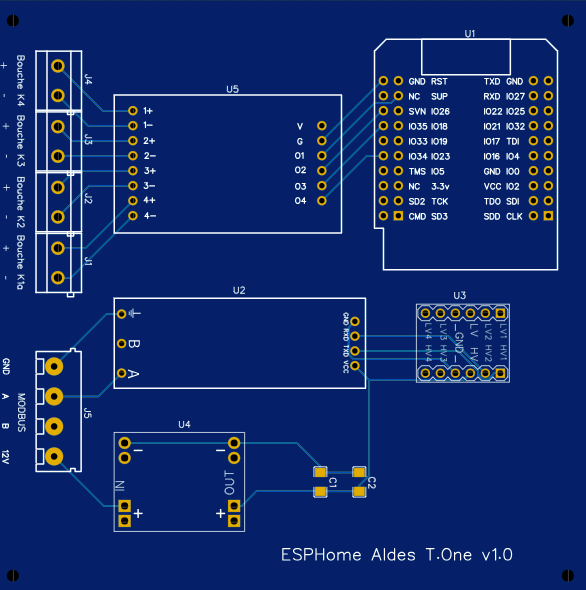 U1
GND RST TXD GND
NC SUP RXD IO27
SVN IO26 IO22 IO25
IO35 IO18 IO21 IO32
IO33 IO19 IO17 TDI
IO34 IO23 IO16 IO4
TMS IO5 GND IO0
NC 3.3v VCC IO2
SD2 TCK TDO SDI
CMD SD3 SDD CLK
U5
1+
1-
2+
2-
3+
3-
4+
4-
V
G
O1
O2
O3
O4
+ Bouche K4 - J4
+ Bouche K3 - J3
+ Bouche K2 - J2
+ Bouche K1a - J1
U2
B
A
GND
RXD
TXD
VCC
U3
LV4 LV3 -GND- LV LV2 LV1
HV4 HV3 HV HV2 HV1
GND
A
B
12V
MODBUS
J5
U4
- -
IN OUT
+ +
C1 C2
ESPHome Aldes T.One v1.0